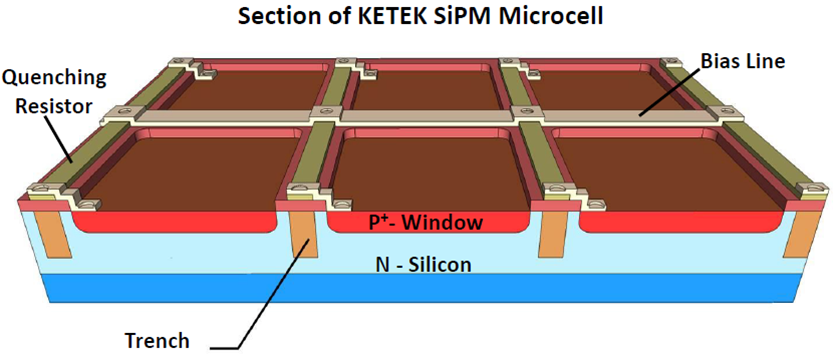 Section of KETEK SiPM Microcell
Quenching
Resistor
Bias Line
P⁺- Window
N - Silicon
Trench